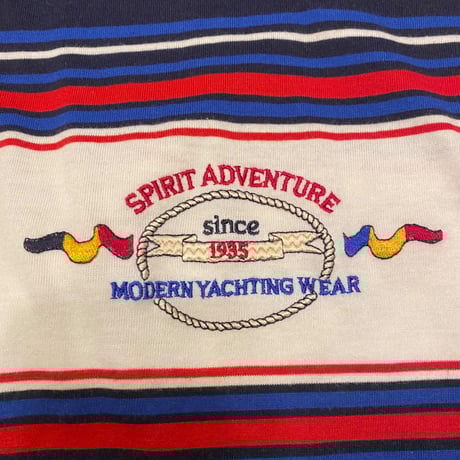 SPIRIT ADVENTURE
since
1935
MODERN YACHTING WEAR